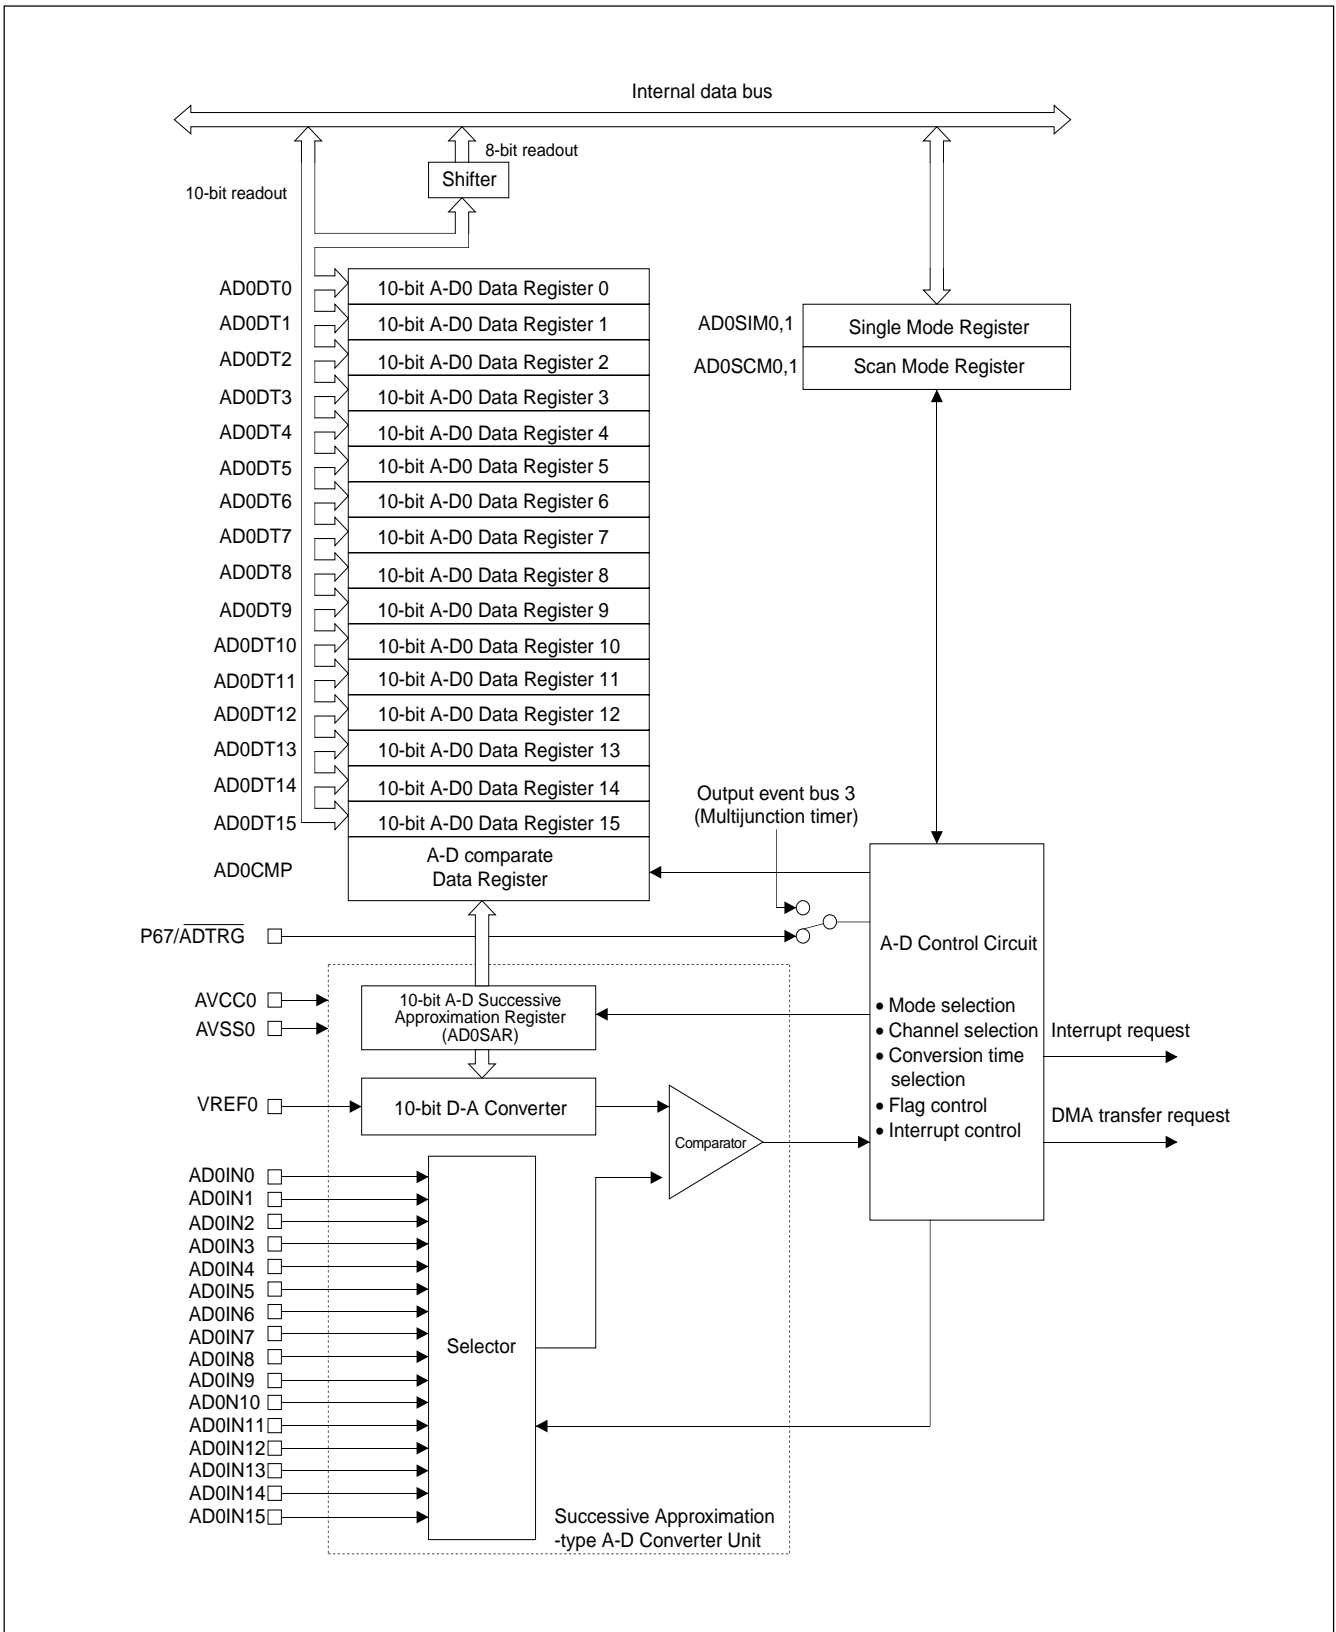 Internal data bus
8-bit readout
Shifter
10-bit readout
AD0DT0
10-bit A-D0 Data Register 0
AD0DT1
10-bit A-D0 Data Register 1
AD0SIM0,1
Single Mode Register
AD0DT2
10-bit A-D0 Data Register 2
AD0SCM0,1
Scan Mode Register
AD0DT3
10-bit A-D0 Data Register 3
AD0DT4
10-bit A-D0 Data Register 4
AD0DT5
10-bit A-D0 Data Register 5
AD0DT6
10-bit A-D0 Data Register 6
AD0DT7
10-bit A-D0 Data Register 7
AD0DT8
10-bit A-D0 Data Register 8
AD0DT9
10-bit A-D0 Data Register 9
AD0DT10
10-bit A-D0 Data Register 10
AD0DT11
10-bit A-D0 Data Register 11
AD0DT12
10-bit A-D0 Data Register 12
AD0DT13
10-bit A-D0 Data Register 13
AD0DT14
10-bit A-D0 Data Register 14
AD0DT15
10-bit A-D0 Data Register 15
Output event bus 3
(Multijunction timer)
AD0CMP
A-D comparate
Data Register
P67/ADTRG
A-D Control Circuit
• Mode selection
• Channel selection
• Conversion time
selection
• Flag control
• Interrupt control
Interrupt request
DMA transfer request
AVCC0
AVSS0
10-bit A-D Successive
Approximation Register
(AD0SAR)
VREF0
10-bit D-A Converter
Comparator
AD0IN0
AD0IN1
AD0IN2
AD0IN3
AD0IN4
AD0IN5
AD0IN6
AD0IN7
AD0IN8
AD0IN9
AD0N10
AD0IN11
AD0IN12
AD0IN13
AD0IN14
AD0IN15
Selector
Successive Approximation
-type A-D Converter Unit